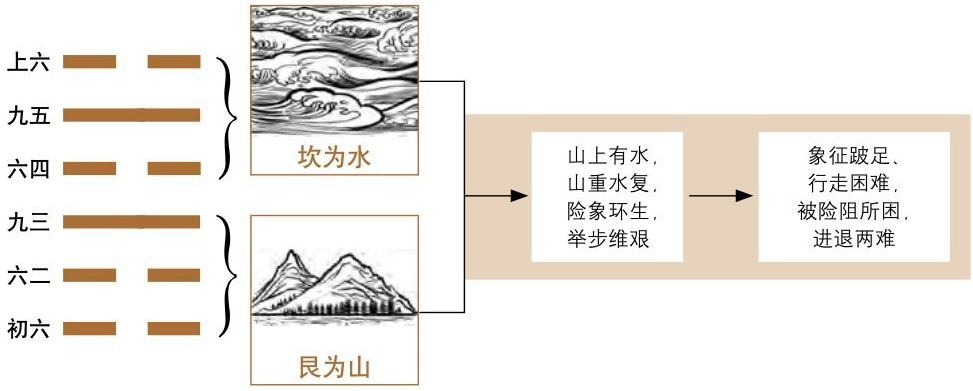 上六
九五
六四
九三
六二
初六
坎为水
艮为山
山上有水，
山重水复，
险象环生，
举步维艰
象征跛足、
行走困难，
被险阻所困，
进退两难